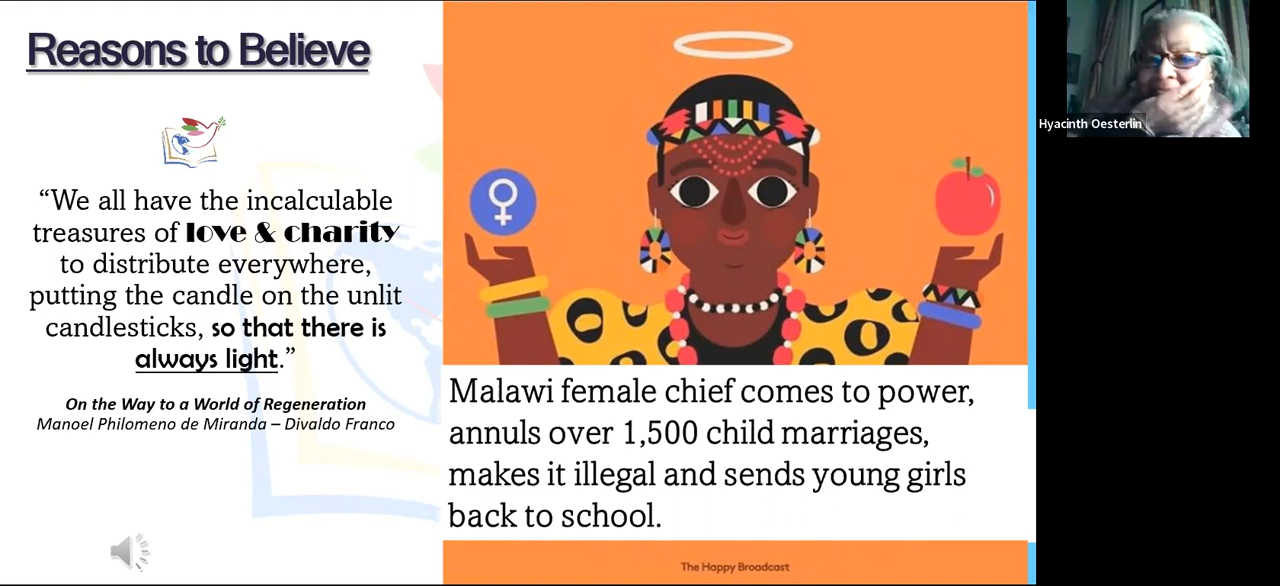 Reasons to Believe
“We all have the incalculable
treasures of love & charity
to distribute everywhere,
putting the candle on the unlit
candlesticks, so that there is
always light.”
On the Way to a World of Regeneration
Manoel Philomeno de Miranda – Divaldo Franco
Malawi female chief comes to power,
annuls over 1,500 child marriages,
makes it illegal and sends young girls
back to school.
The Happy Broadcast
Hyacinth Oesterlin